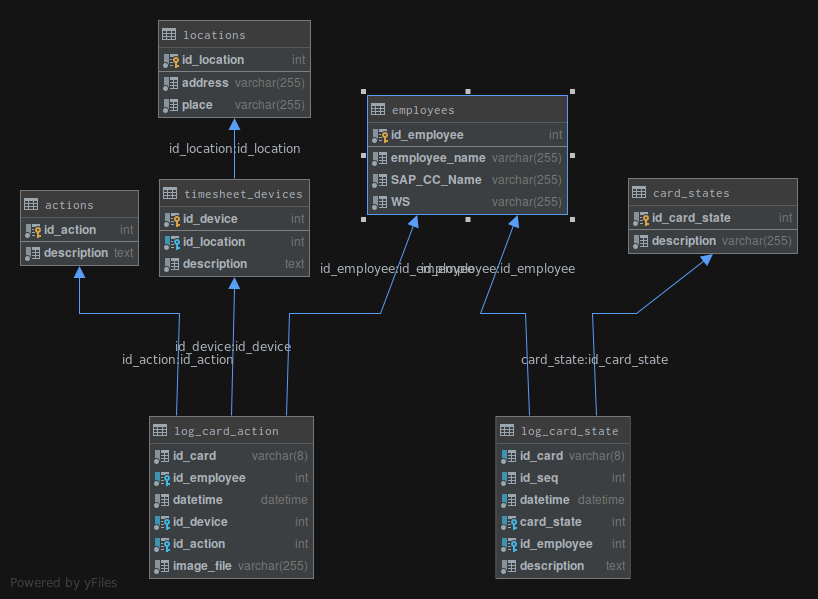 locations
id_location int
address varchar(255)
place varchar(255)
employees
id_employee int
employee_name varchar(255)
SAP_CC_Name varchar(255)
WS varchar(255)
id_location:id_location
actions
id_action int
description text
timesheet_devices
id_device int
id_location int
description text
card_states
id_card_state int
description varchar(255)
id_employee:id_employee
id_employee:id_employee
id_device:id_device
id_action:id_action
card_state:id_card_state
log_card_action
id_card varchar(8)
id_employee int
datetime datetime
id_device int
id_action int
image_file varchar(255)
log_card_state
id_card varchar(8)
id_seq int
datetime datetime
card_state int
id_employee int
description text
Powered by yFiles